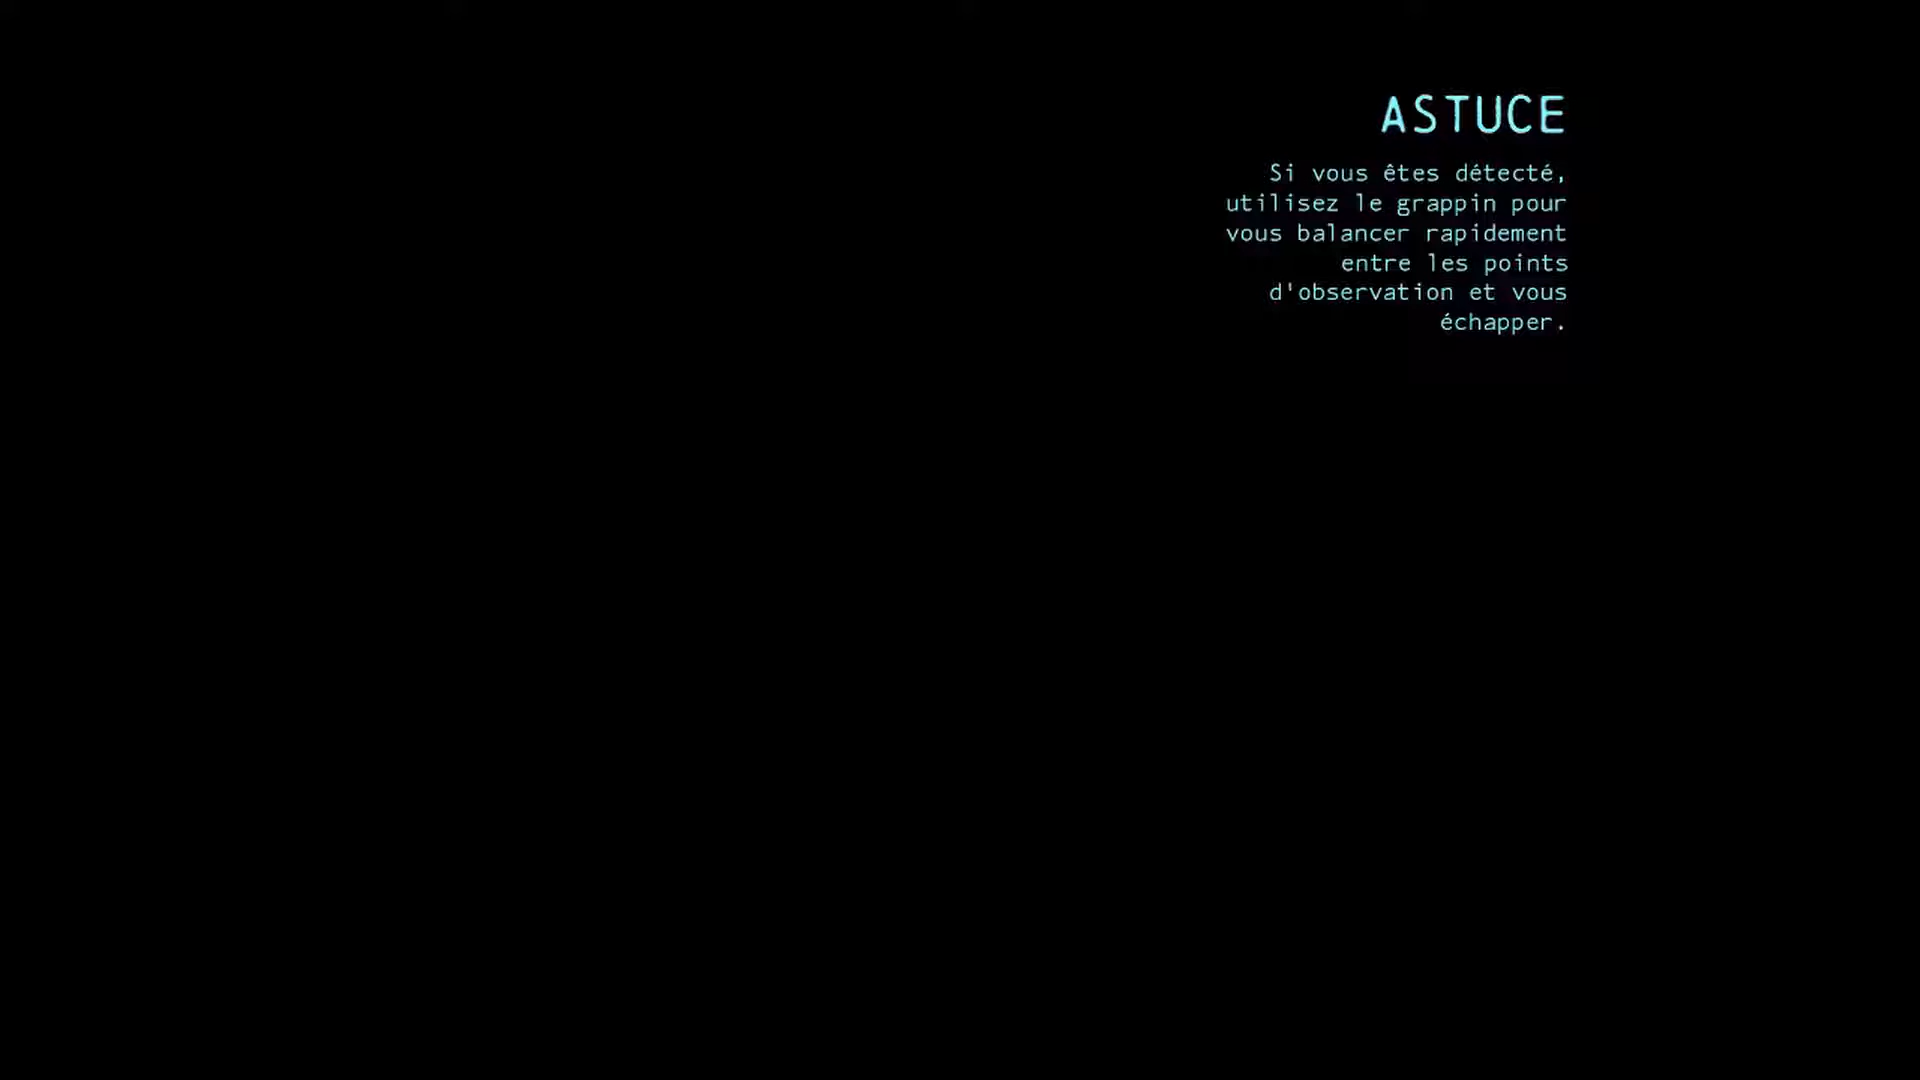 ASTUCE
Si vous êtes détecté,
utilisez le grappin pour
vous balancer rapidement
entre les points
d'observation et vous
échapper.